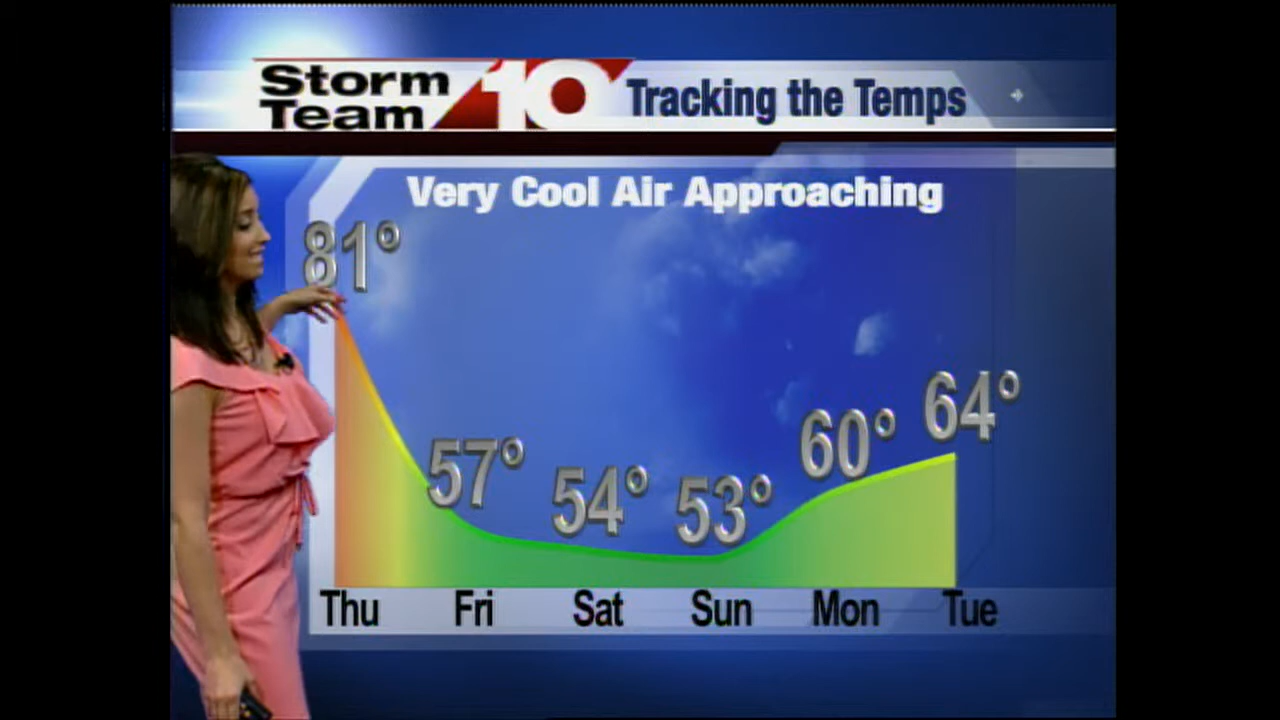 Storm
Team
10
Tracking the Temps
Very Cool Air Approaching
81°
57°
54°
53°
60°
64°
Thu
Fri
Sat
Sun
Mon
Tue